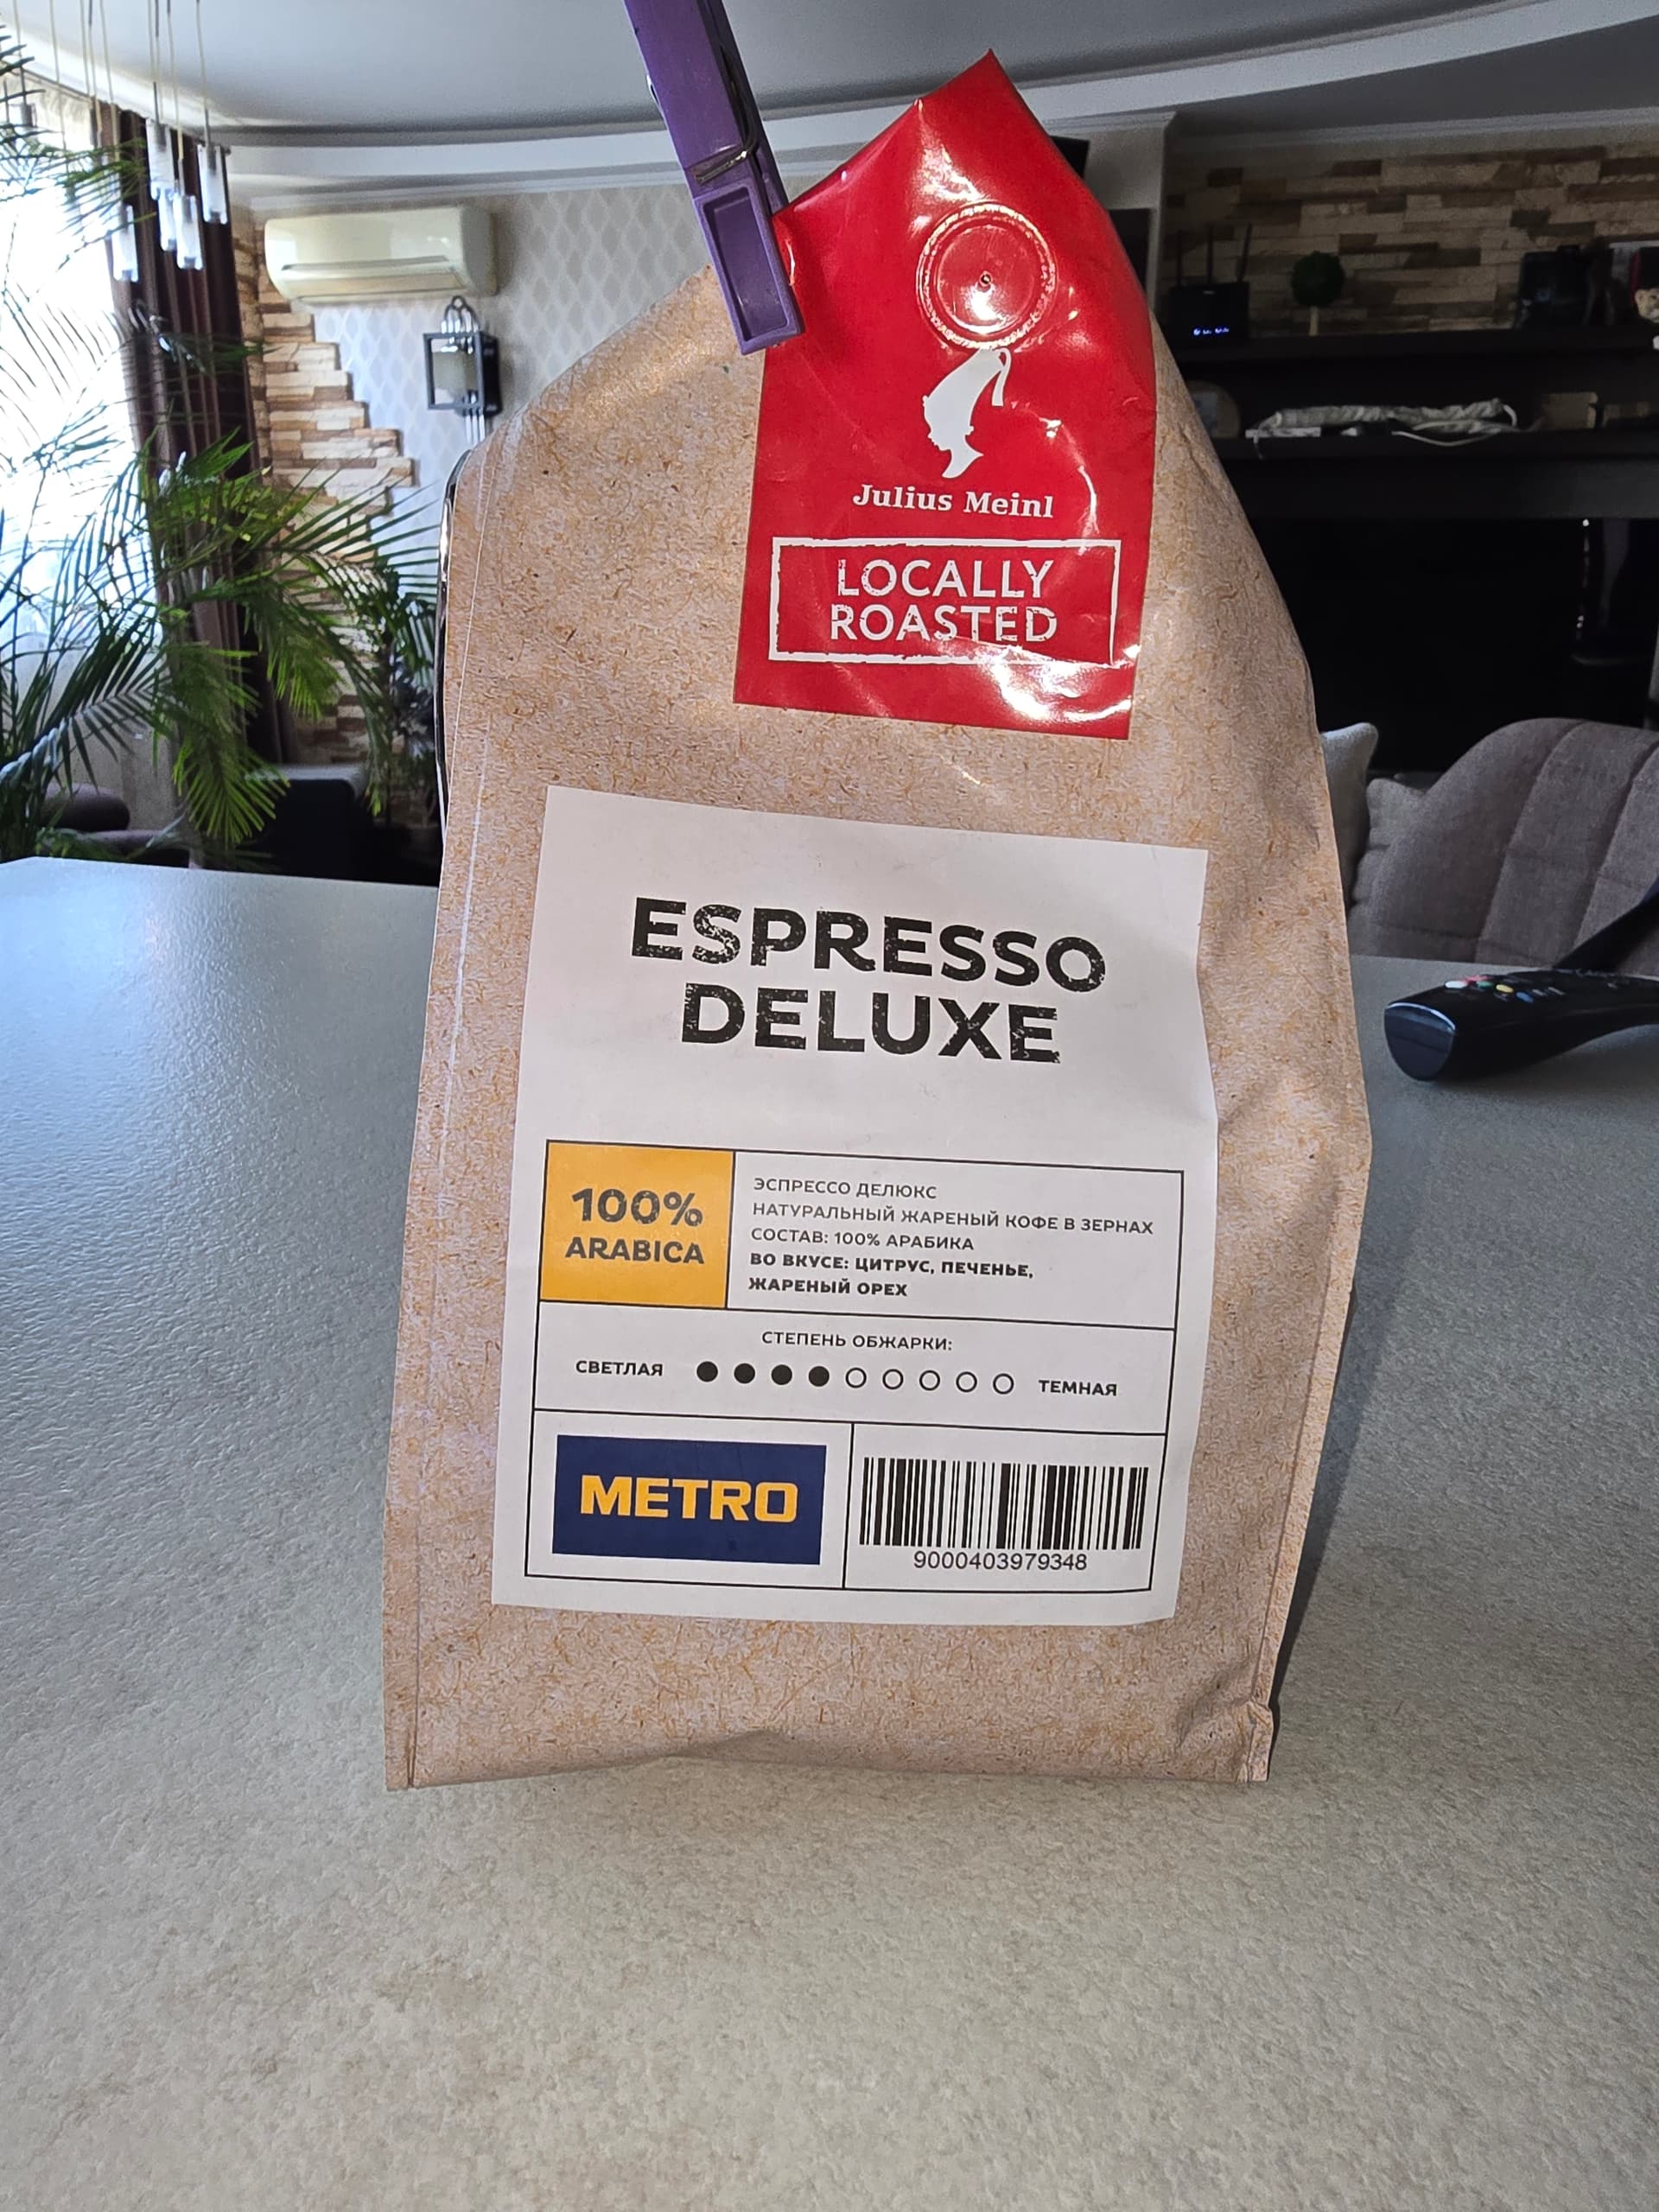 Julius Meinl
LOCALLY
ROASTED
ESPRESSO
DELUXE
100%
ARABICA
ЭСПРЕССО ДЕЛЮКС
НАТУРАЛЬНЫЙ ЖАРЕНЫЙ КОФЕ В ЗЕРНАХ
СОСТАВ: 100% АРАБИКА
ВО ВКУСЕ: ЦИТРУС, ПЕЧЕНЬЕ,
ЖАРЕНЫЙ ОРЕХ
СТЕПЕНЬ ОБЖАРКИ:
СВЕТЛАЯ ТЕМНАЯ
METRO
9000403979348